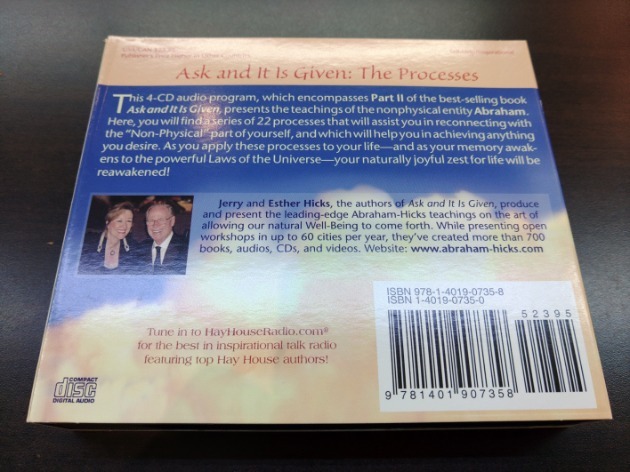 Ask and It Is Given: The Processes
This 4-CD audio program, which encompasses Part II of the best-selling book
Ask and It Is Given, presents the teachings of the nonphysical entity Abraham.
Here, you will find a series of 22 processes that will assist you in reconnecting with
the "Non-Physical" part of yourself, and which will help you in achieving anything
you desire. As you apply these processes to your life—and as your memory awak-
ens to the powerful Laws of the Universe—your naturally joyful zest for life will be
reawakened!
Jerry and Esther Hicks, the authors of Ask and It Is Given, produce
and present the leading-edge Abraham-Hicks teachings on the art of
allowing our natural Well-Being to come forth. While presenting open
workshops in up to 60 cities per year, they've created more than 700
books, audios, CDs, and videos. Website: www.abraham-hicks.com
ISBN 978-1-4019-0735-8
ISBN 1-4019-0735-0
52395
9 781401 907358
Tune in to HayHouseRadio.com®
for the best in inspirational talk radio
featuring top Hay House authors!
COMPACT
disc
DIGITAL AUDIO